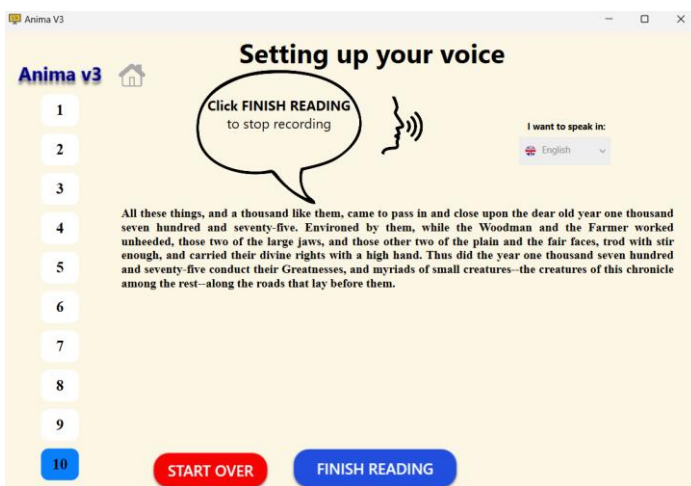 Anima V3
Setting up your voice
Anima v3
Click FINISH READING
to stop recording
I want to speak in:
English
1
2
3
4
5
6
7
8
9
10
All these things, and a thousand like them, came to pass in and close upon the dear old year one thousand
seven hundred and seventy-five. Environed by them, while the Woodman and the Farmer worked
unheeded, those two of the large jaws, and those other two of the plain and the fair faces, trod with stir
enough, and carried their divine rights with a high hand. Thus did the year one thousand seven hundred
and seventy-five conduct their Greatnesses, and myriads of small creatures--the creatures of this chronicle
among the rest--along the roads that lay before them.
START OVER
FINISH READING